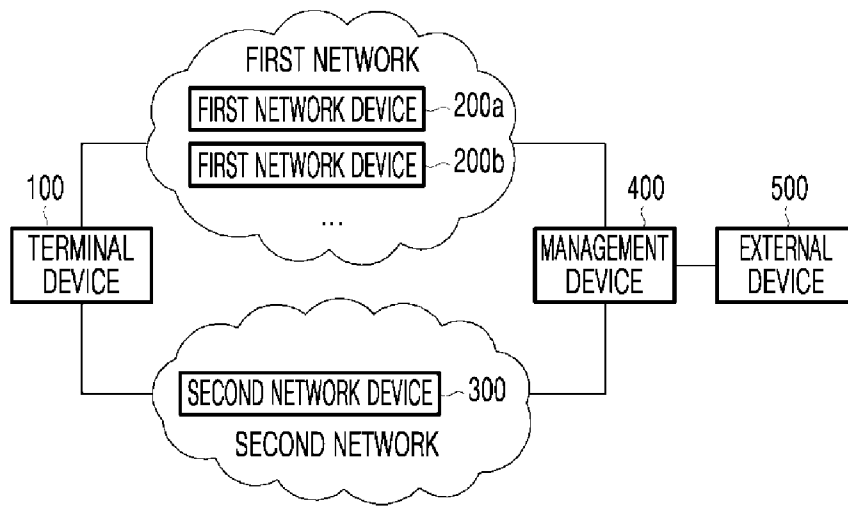 FIRST NETWORK
FIRST NETWORK DEVICE
200a
FIRST NETWORK DEVICE
200b
...
100
TERMINAL
DEVICE
400
MANAGEMENT
DEVICE
500
EXTERNAL
DEVICE
SECOND NETWORK DEVICE
300
SECOND NETWORK